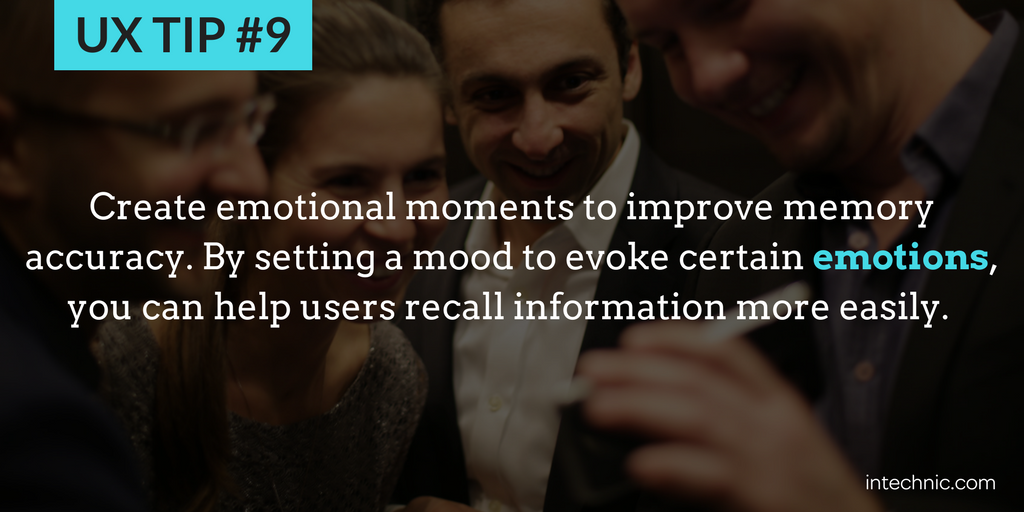 UX TIP #9
Create emotional moments to improve memory
accuracy. By setting a mood to evoke certain emotions,
you can help users recall information more easily.
intechnic.com